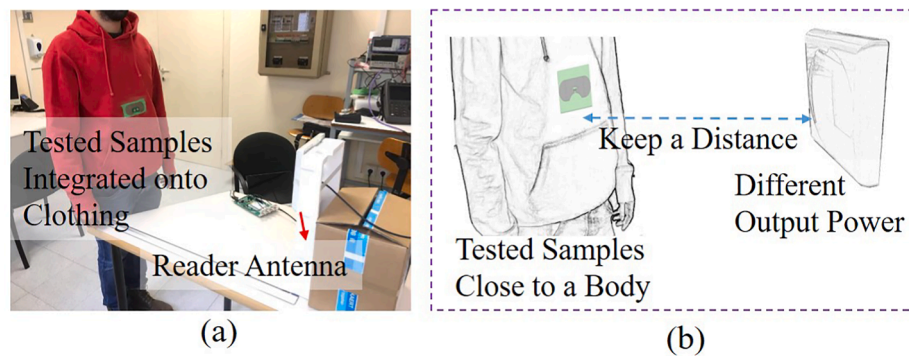 Tested Samples
Integrated onto
Clothing
Reader Antenna
(a)
Keep a Distance
Different
Output Power
Tested Samples
Close to a Body
(b)